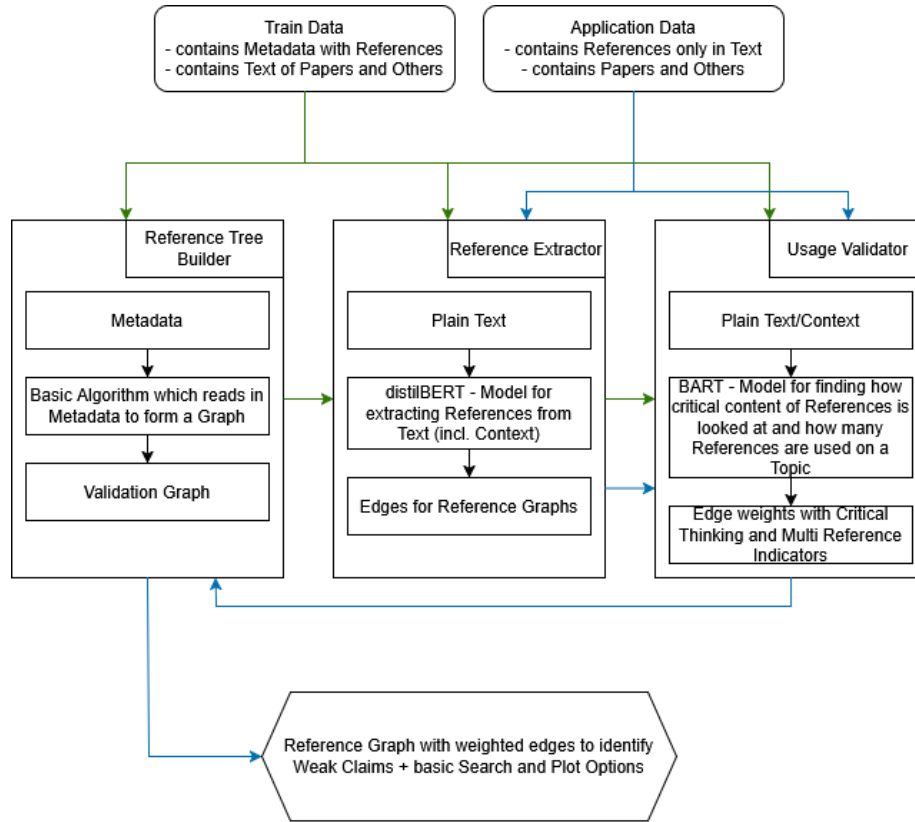 Train Data
- contains Metadata with References
- contains Text of Papers and Others
Application Data
- contains References only in Text
- contains Papers and Others
Reference Tree
Builder
Metadata
Basic Algorithm which reads in
Metadata to form a Graph
Validation Graph
Reference Extractor
Plain Text
distilBERT - Model for
extracting References from
Text (incl. Context)
Edges for Reference Graphs
Usage Validator
Plain Text/Context
BART - Model for finding how
critical content of References is
looked at and how many
References are used on a
Topic
Edge weights with Critical
Thinking and Multi Reference
Indicators
Reference Graph with weighted edges to identify
Weak Claims + basic Search and Plot Options